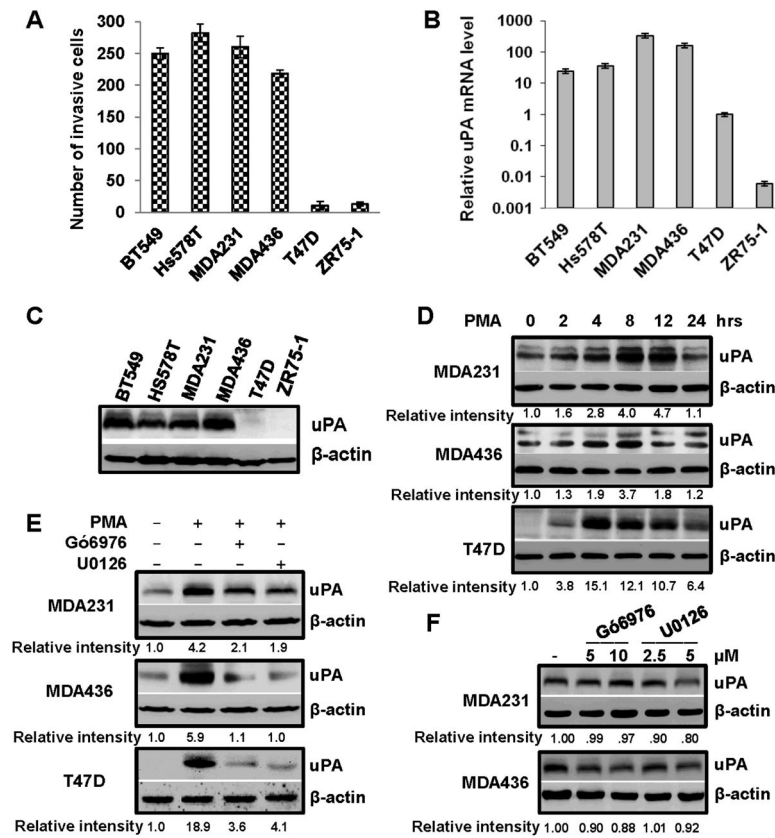 A
Number of invasive cells
300
250
200
150
100
50
0
BT549
Hs578T
MDA231
MDA436
T47D
ZR75-1
B
Relative uPA mRNA level
1000
100
10
1
0.1
0.01
0.001
BT549
Hs578T
MDA231
MDA436
T47D
ZR75-1
C
BT549
HS578T
MDA231
MDA436
T47D
ZR75-1
uPA
β-actin
D
PMA 0 2 4 8 12 24 hrs
MDA231
uPA
β-actin
Relative intensity 1.0 1.6 2.8 4.0 4.7 1.1
MDA436
uPA
β-actin
Relative intensity 1.0 1.3 1.9 3.7 1.8 1.2
T47D
uPA
β-actin
Relative intensity 1.0 3.8 15.1 12.1 10.7 6.4
E
PMA – + + +
Gó6976 – – + –
U0126 – – – +
MDA231
uPA
β-actin
Relative intensity 1.0 4.2 2.1 1.9
MDA436
uPA
β-actin
Relative intensity 1.0 5.9 1.1 1.0
T47D
uPA
β-actin
Relative intensity 1.0 18.9 3.6 4.1
F
Gó6976 U0126
- 5 10 2.5 5 µM
MDA231
uPA
β-actin
Relative intensity 1.00 .99 .97 .90 .80
MDA436
uPA
β-actin
Relative intensity 1.00 0.90 0.88 1.01 0.92